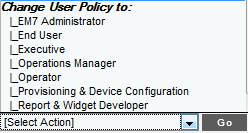 Change User Policy to:
EM7 Administrator
End User
Executive
Operations Manager
Operator
Provisioning & Device Configuration
Report & Widget Developer
[Select Action] Go